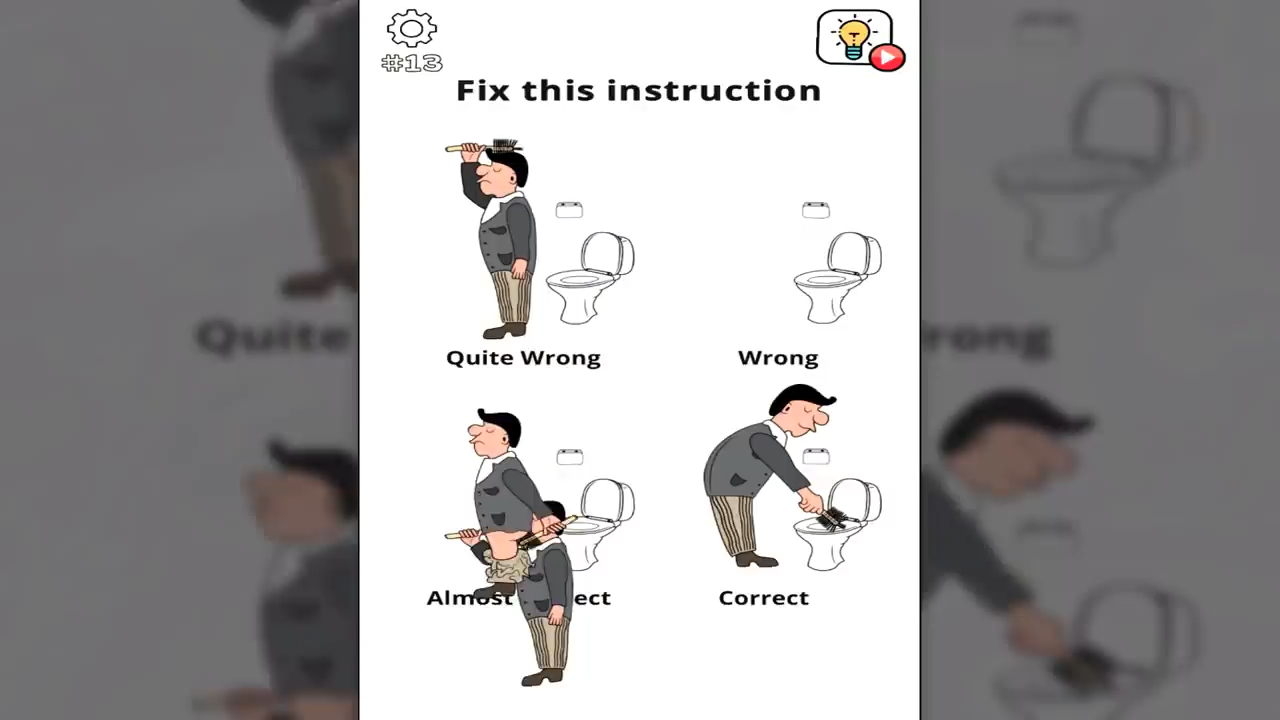 #13
Fix this instruction
Quite Wrong
Wrong
Almost ect
Correct